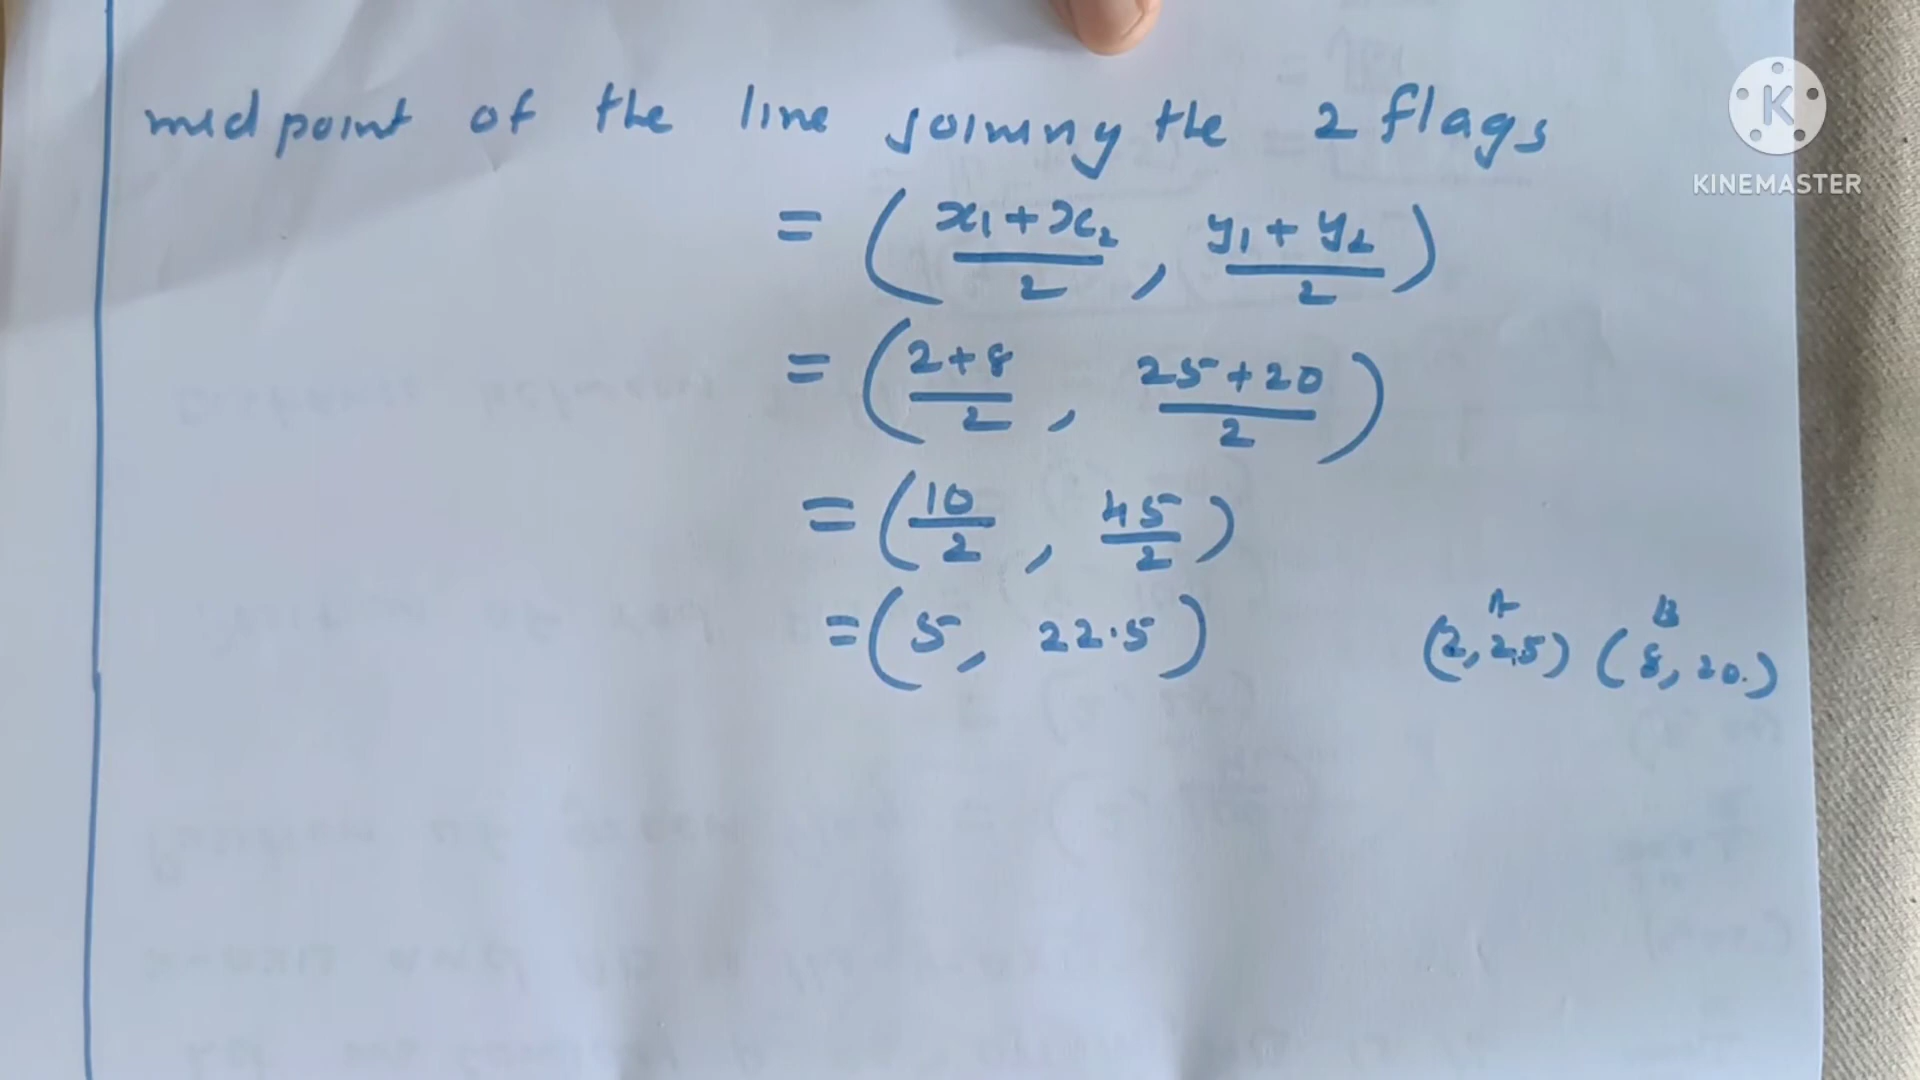 midpoint of the line joining the 2 flags
= ( x₁ + x₂ / 2 , y₁ + y₂ / 2 )
= ( 2+8 / 2 , 25+20 / 2 )
= ( 10 / 2 , 45 / 2 )
= ( 5, 22.5 )
A B
(2, 25) ( 8, 20.)
K
KINEMASTER